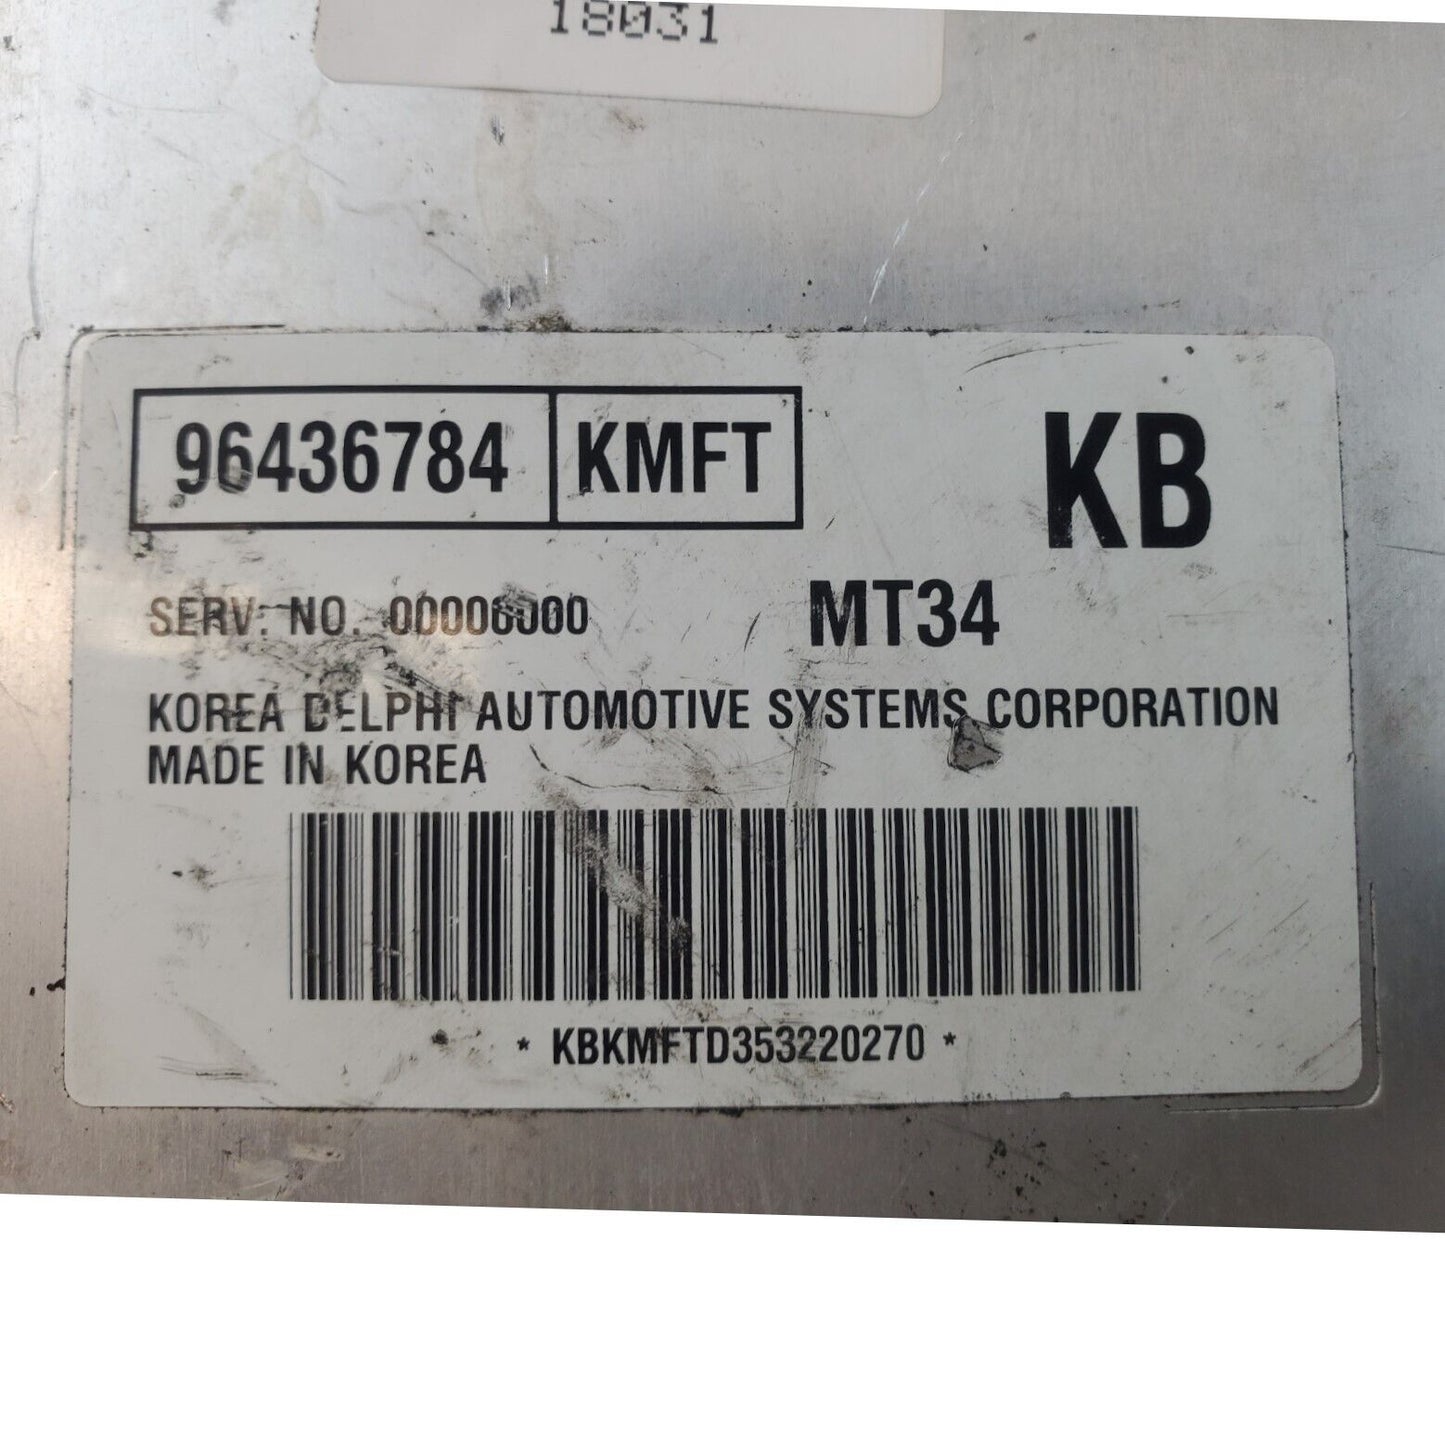 18031
96436784 KMFT
KB
SERV. NO. 00000000
MT34
KOREA DELPHI AUTOMOTIVE SYSTEMS CORPORATION
MADE IN KOREA
* KBKMFTD353220270 *